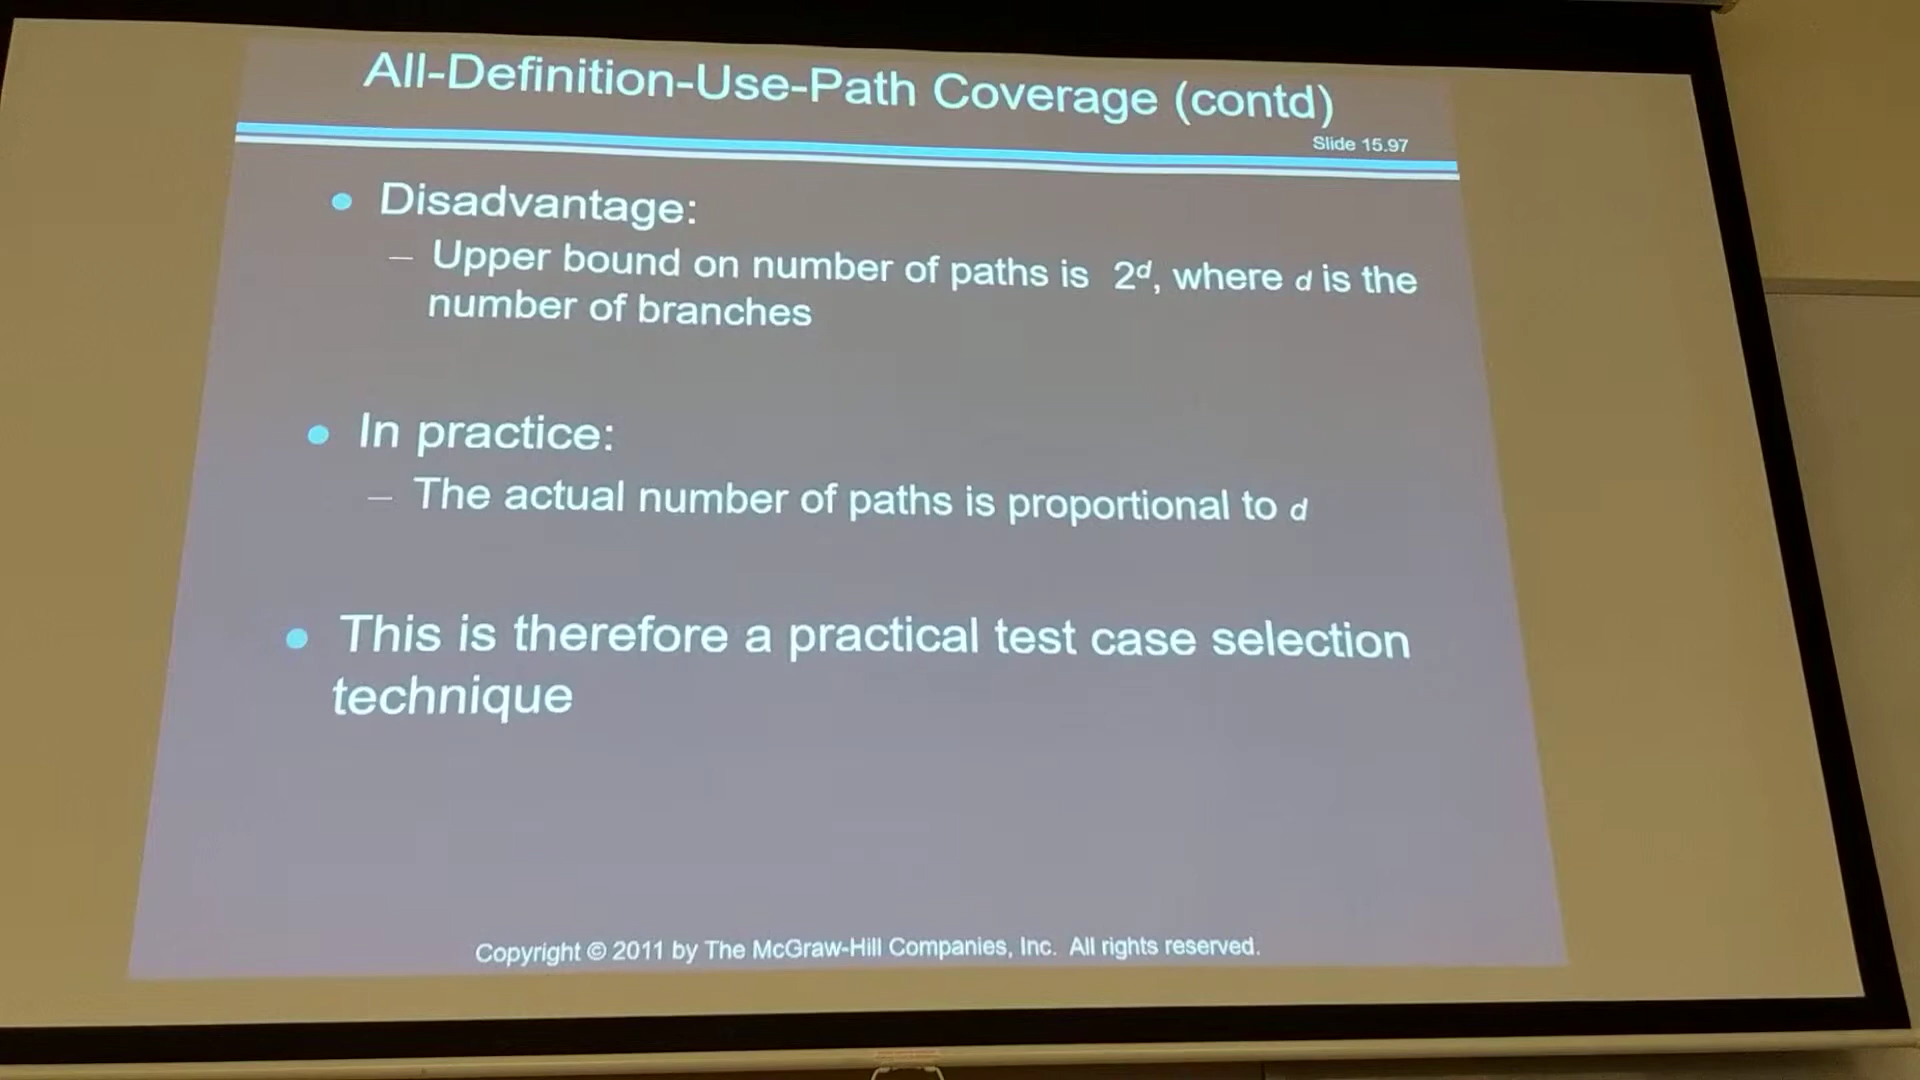 All-Definition-Use-Path Coverage (contd)
Slide 15.97
• Disadvantage:
– Upper bound on number of paths is 2ᵈ, where d is the
number of branches
• In practice:
– The actual number of paths is proportional to d
• This is therefore a practical test case selection
technique
Copyright © 2011 by The McGraw-Hill Companies, Inc. All rights reserved.